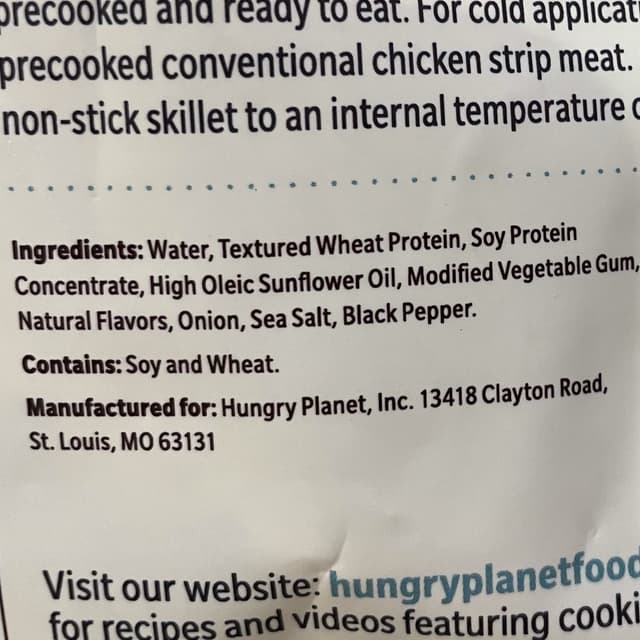 precooked and ready to eat. For cold
precooked conventional chicken strip meat.
non-stick skillet to an internal temperature
Ingredients: Water, Textured Wheat Protein, Soy Protein
Concentrate, High Oleic Sunflower Oil, Modified Vegetable Gum,
Natural Flavors, Onion, Sea Salt, Black Pepper.
Contains: Soy and Wheat.
Manufactured for: Hungry Planet, Inc. 13418 Clayton Road,
St. Louis, MO 63131
Visit our website: hungryplanetfood
for recipes and videos featuring